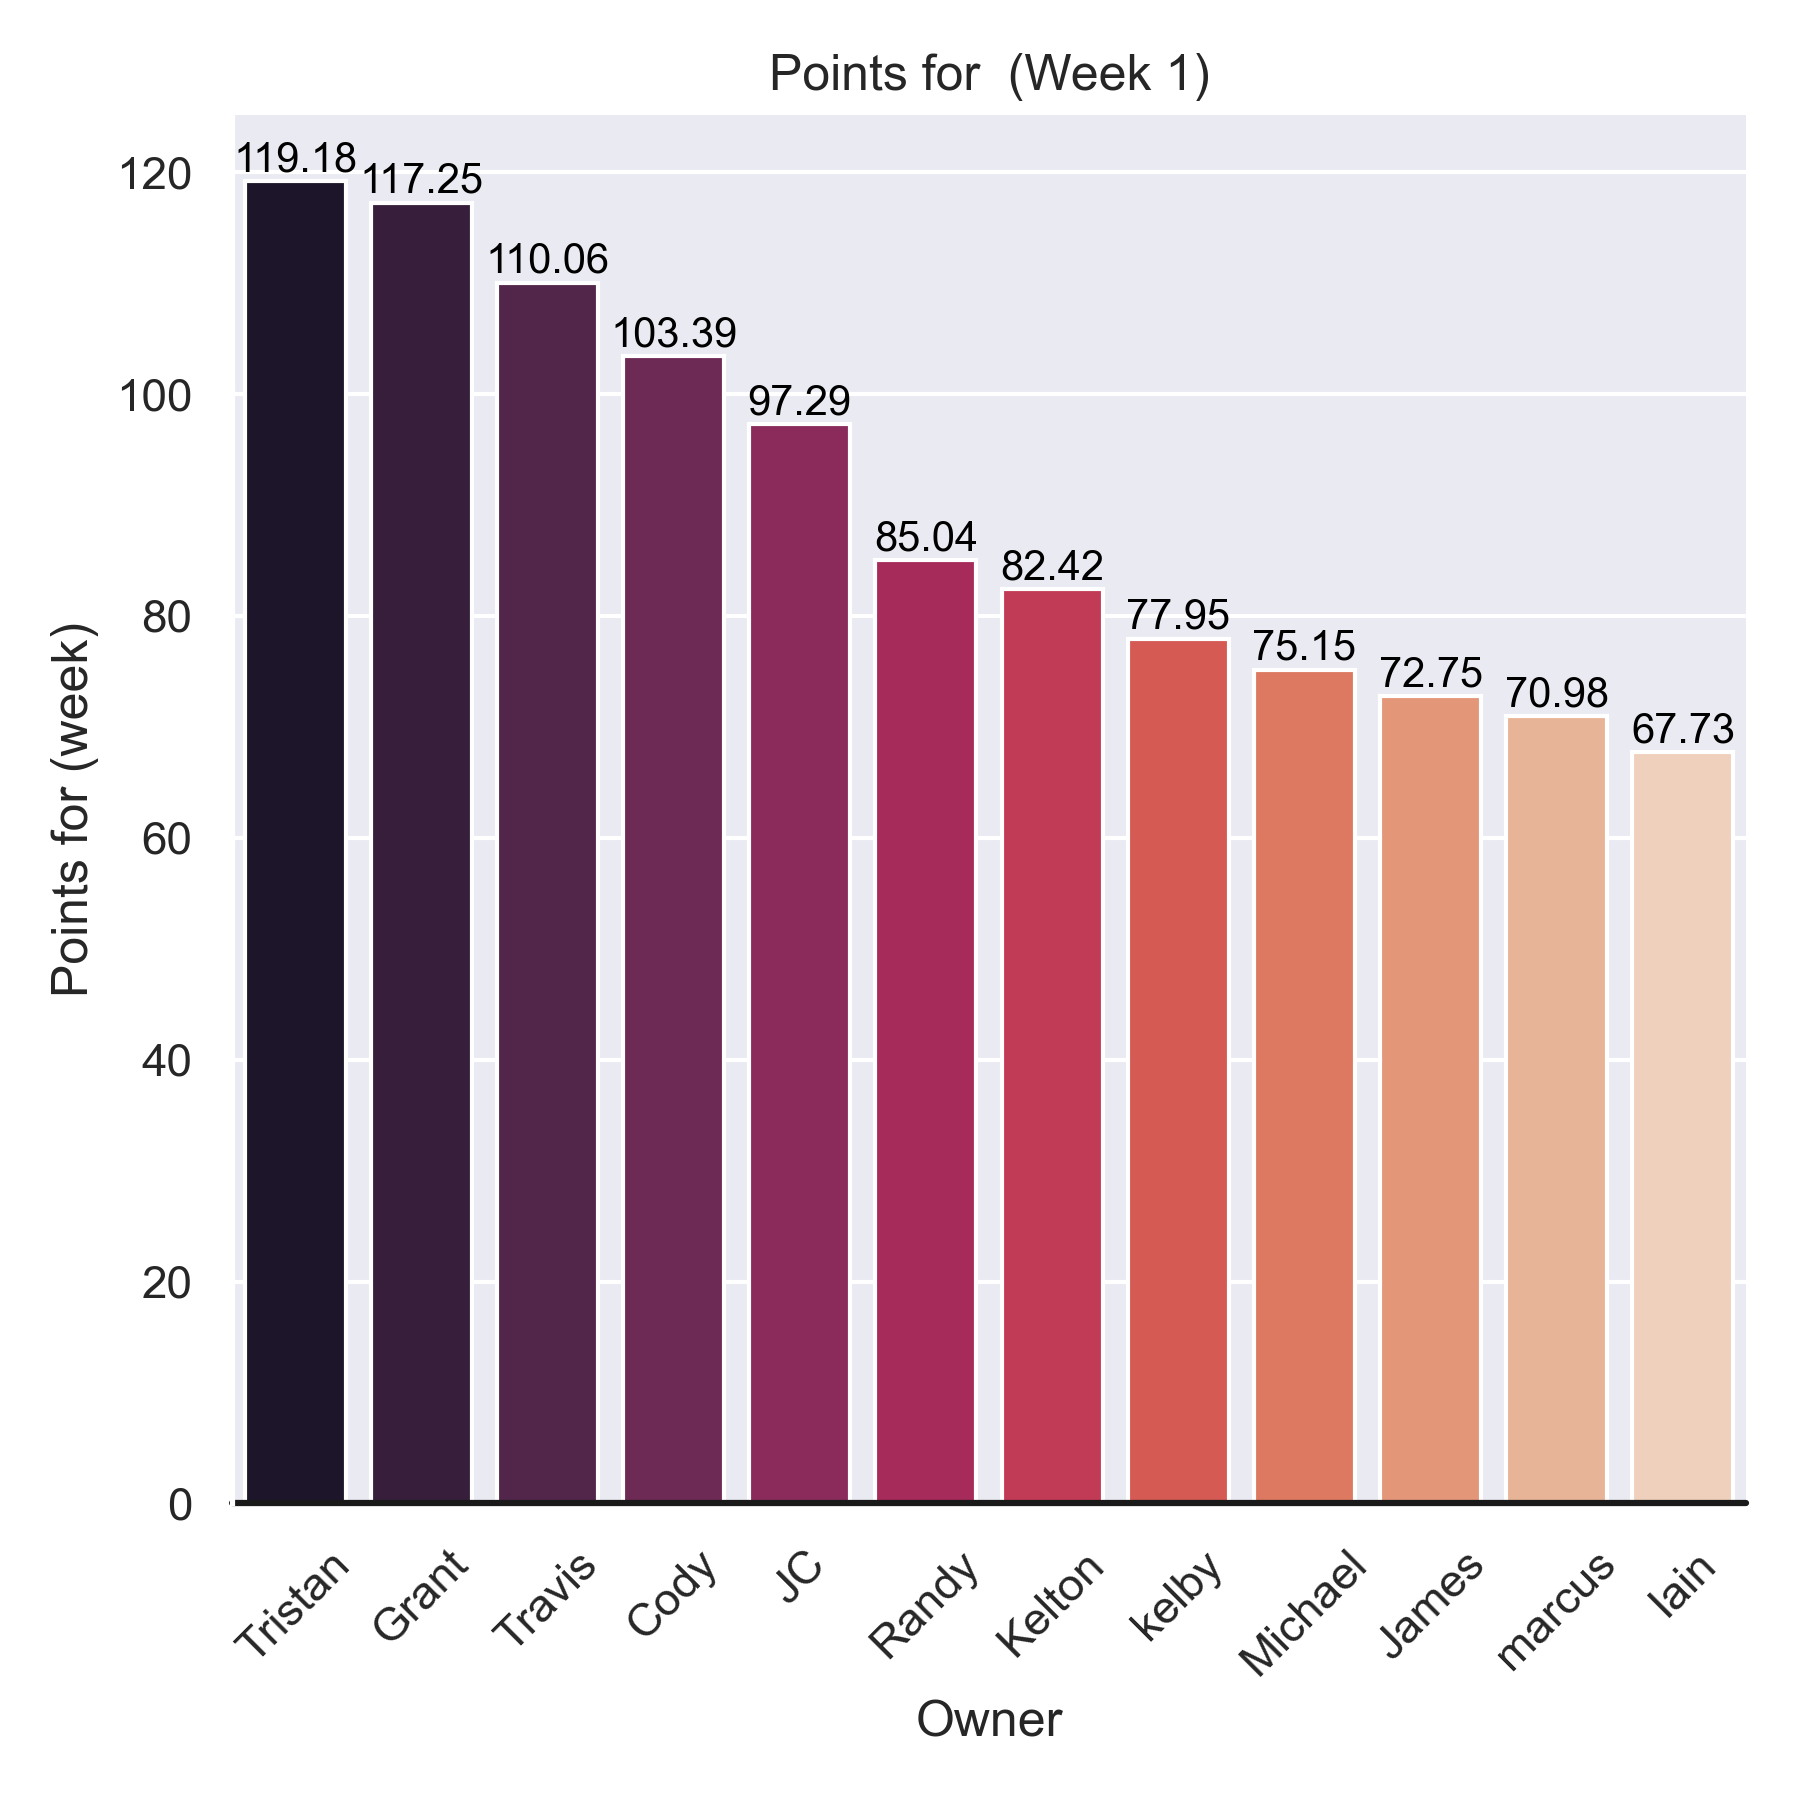 Points for  (Week 1)
119.18
117.25
110.06
103.39
97.29
85.04
82.42
77.95
75.15
72.75
70.98
67.73
120
100
80
60
40
20
0
Points for (week)
Tristan
Grant
Travis
Cody
JC
Randy
Kelton
kelby
Michael
James
marcus
Iain
Owner